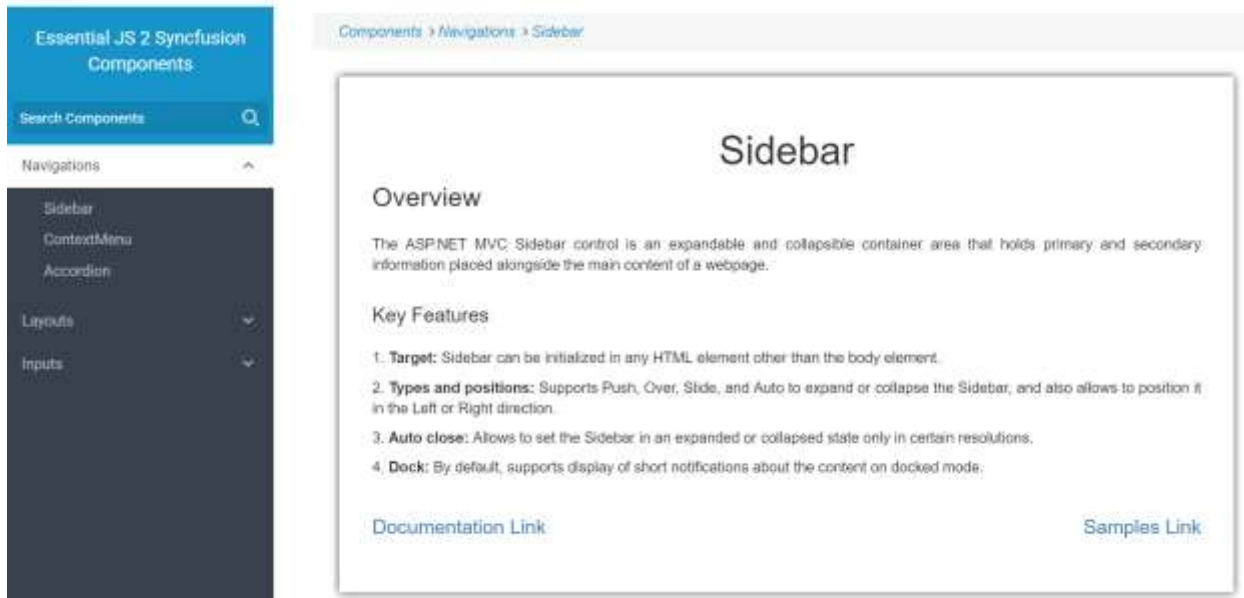 Essential JS 2 Syncfusion
Components
Search Components
Navigations
Sidebar
ContextMenu
Accordion
Layouts
Inputs
Components > Navigations > Sidebar
Sidebar
Overview
The ASP.NET MVC Sidebar control is an expandable and collapsible container area that holds primary and secondary
information placed alongside the main content of a webpage.
Key Features
1. Target: Sidebar can be initialized in any HTML element other than the body element.
2. Types and positions: Supports Push, Over, Slide, and Auto to expand or collapse the Sidebar, and also allows to position it
in the Left or Right direction.
3. Auto close: Allows to set the Sidebar in an expanded or collapsed state only in certain resolutions.
4. Dock: By default, supports display of short notifications about the content on docked mode.
Documentation Link
Samples Link